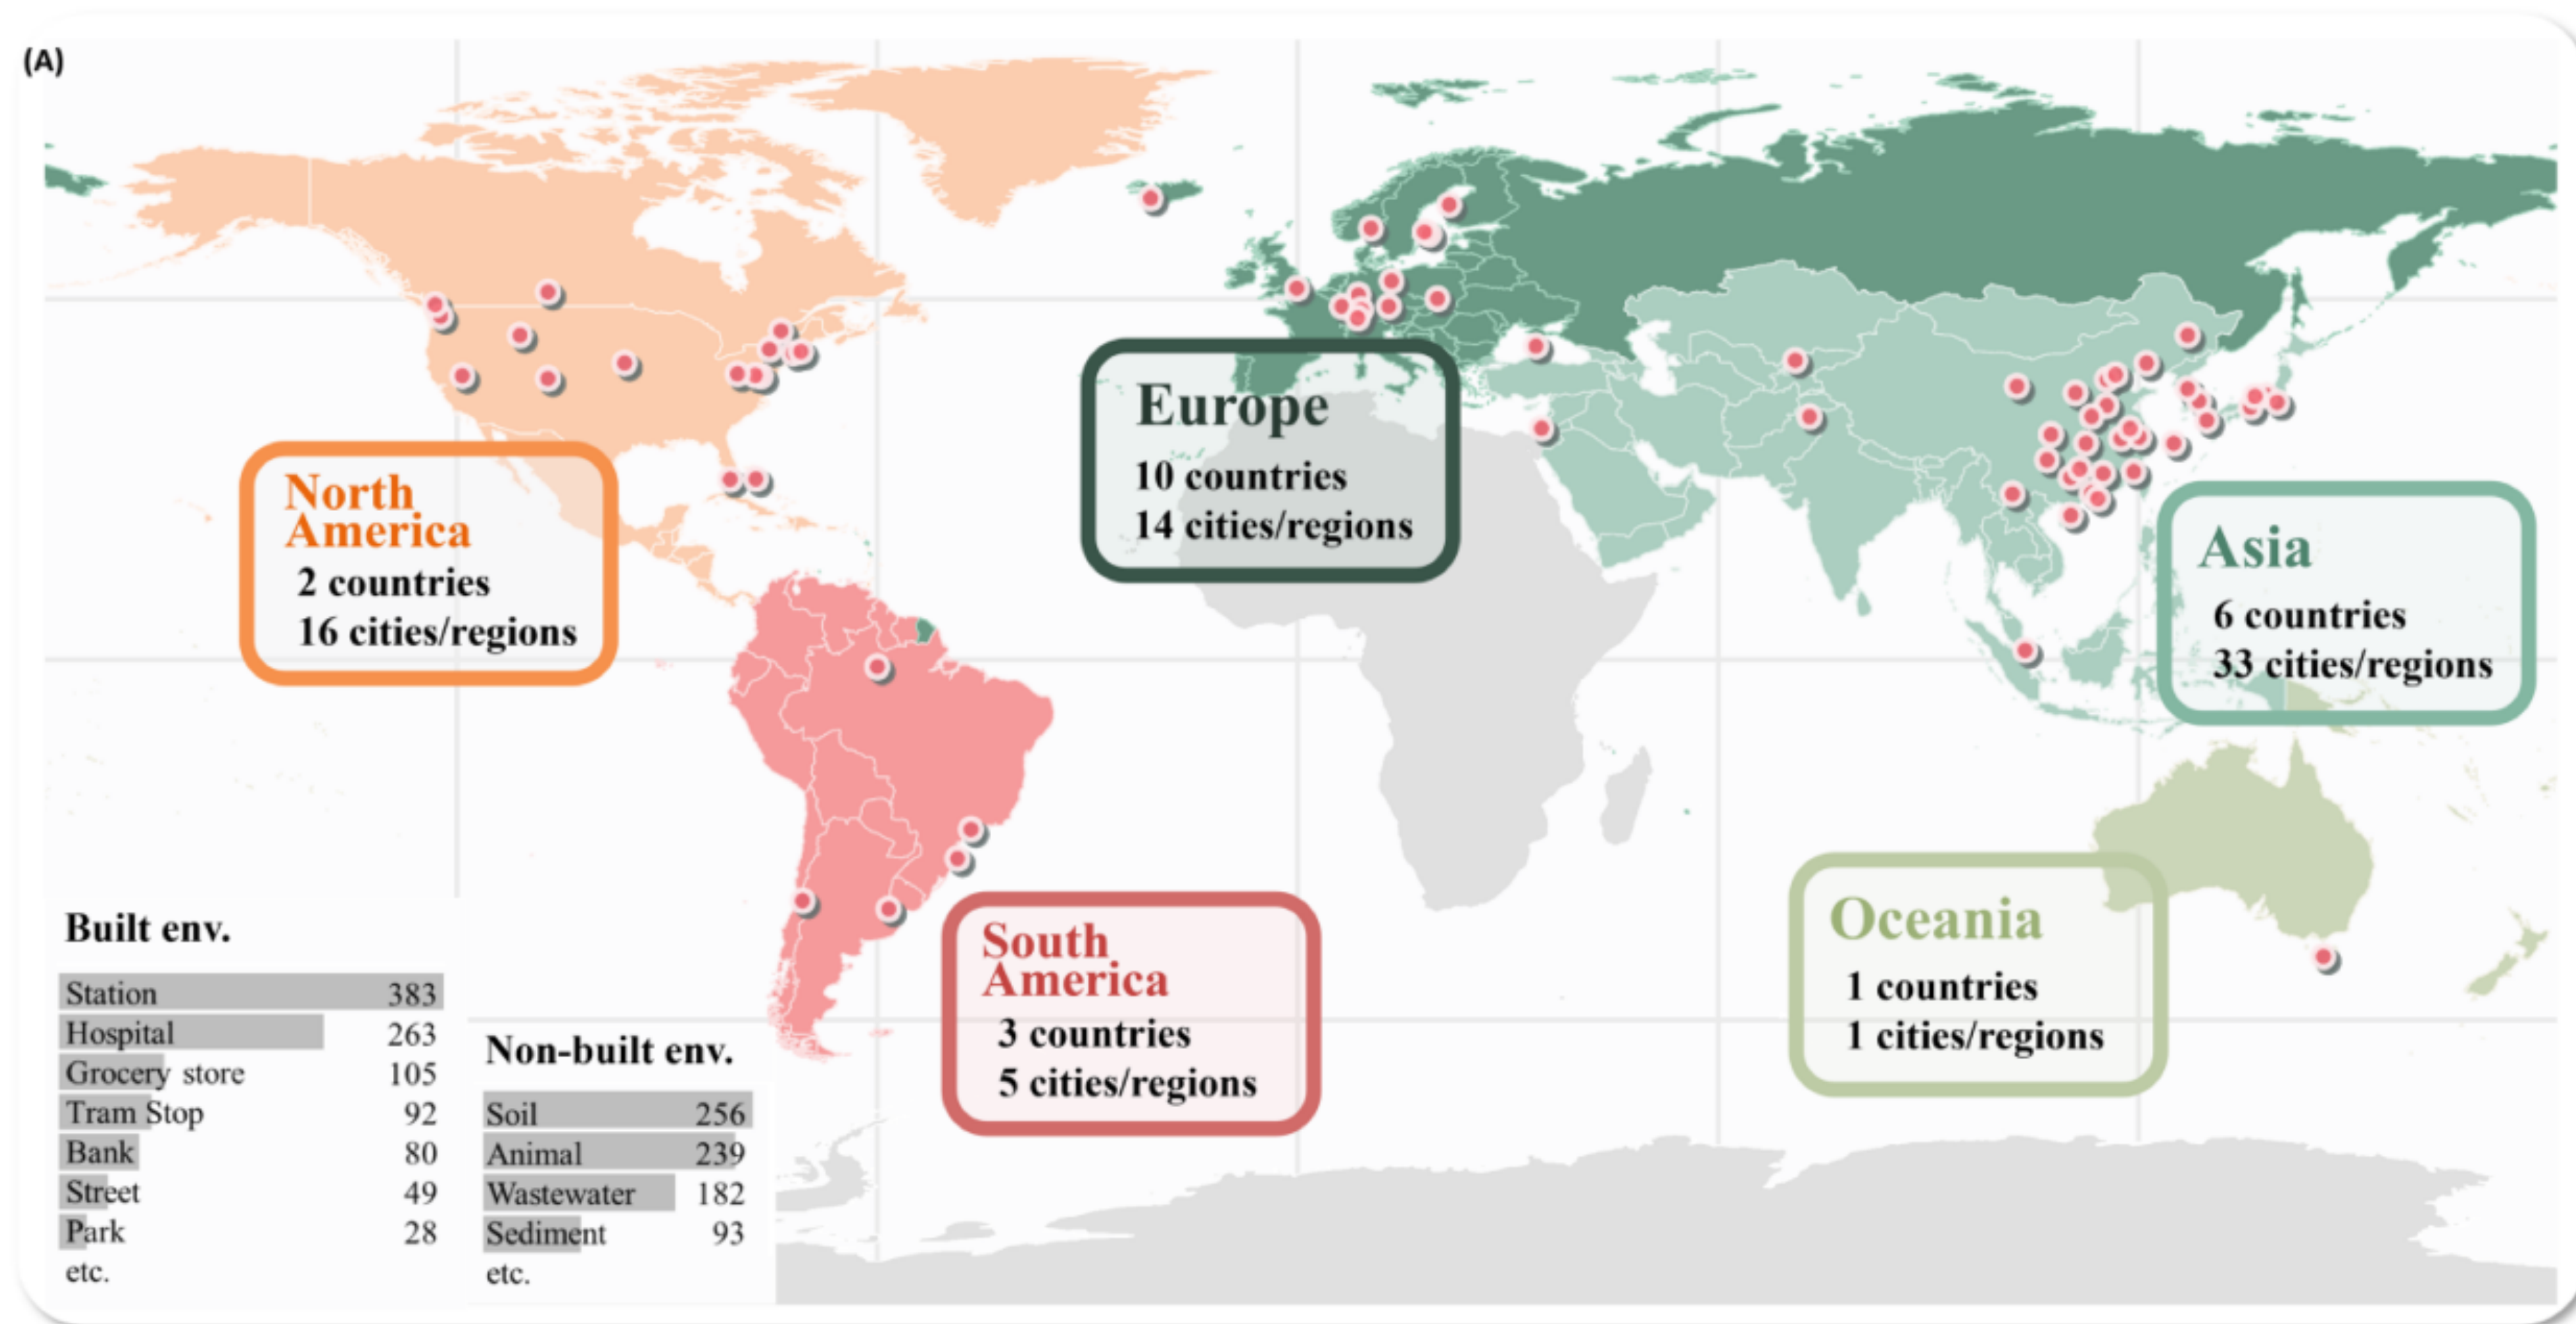 (A)
North
America
2 countries
16 cities/regions
Europe
10 countries
14 cities/regions
Asia
6 countries
33 cities/regions
South
America
3 countries
5 cities/regions
Oceania
1 countries
1 cities/regions
Built env.
Station 383
Hospital 263
Grocery store 105
Tram Stop 92
Bank 80
Street 49
Park 28
etc.
Non-built env.
Soil 256
Animal 239
Wastewater 182
Sediment 93
etc.